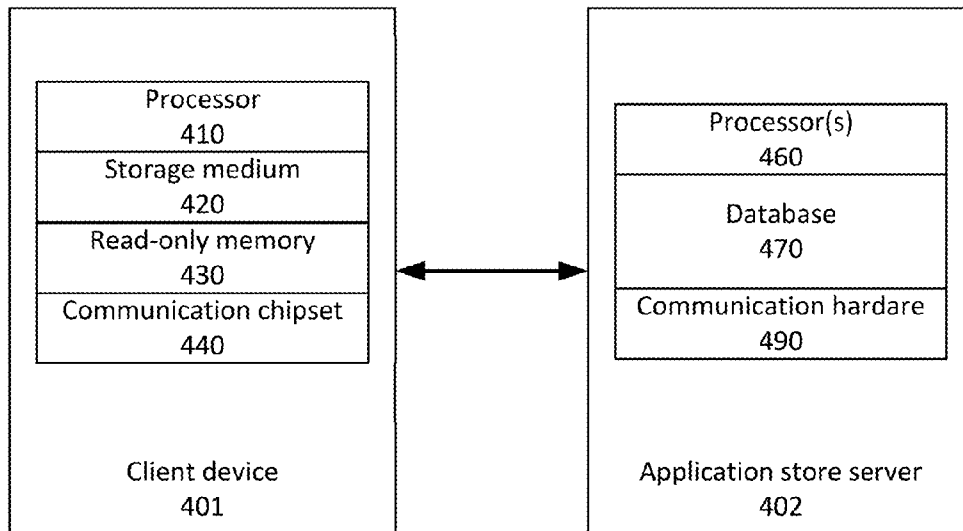 Processor
410
Storage medium
420
Read-only memory
430
Communication chipset
440
Client device
401
Processor(s)
460
Database
470
Communication hardare
490
Application store server
402